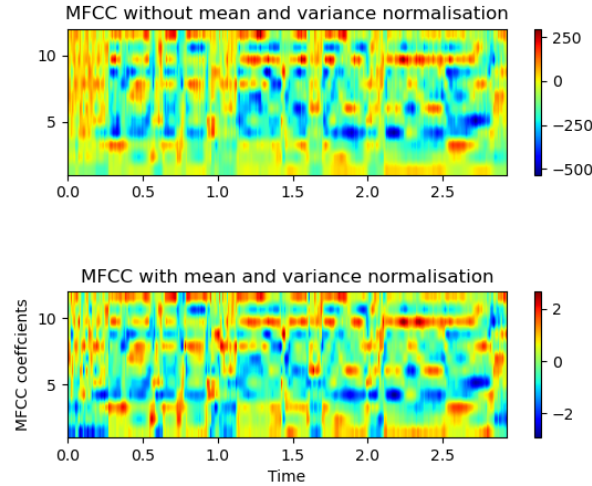 MFCC without mean and variance normalisation
10
5
0.0 0.5 1.0 1.5 2.0 2.5
250
0
−250
−500
MFCC with mean and variance normalisation
MFCC coeffcients
10
5
0.0 0.5 1.0 1.5 2.0 2.5
Time
2
0
−2